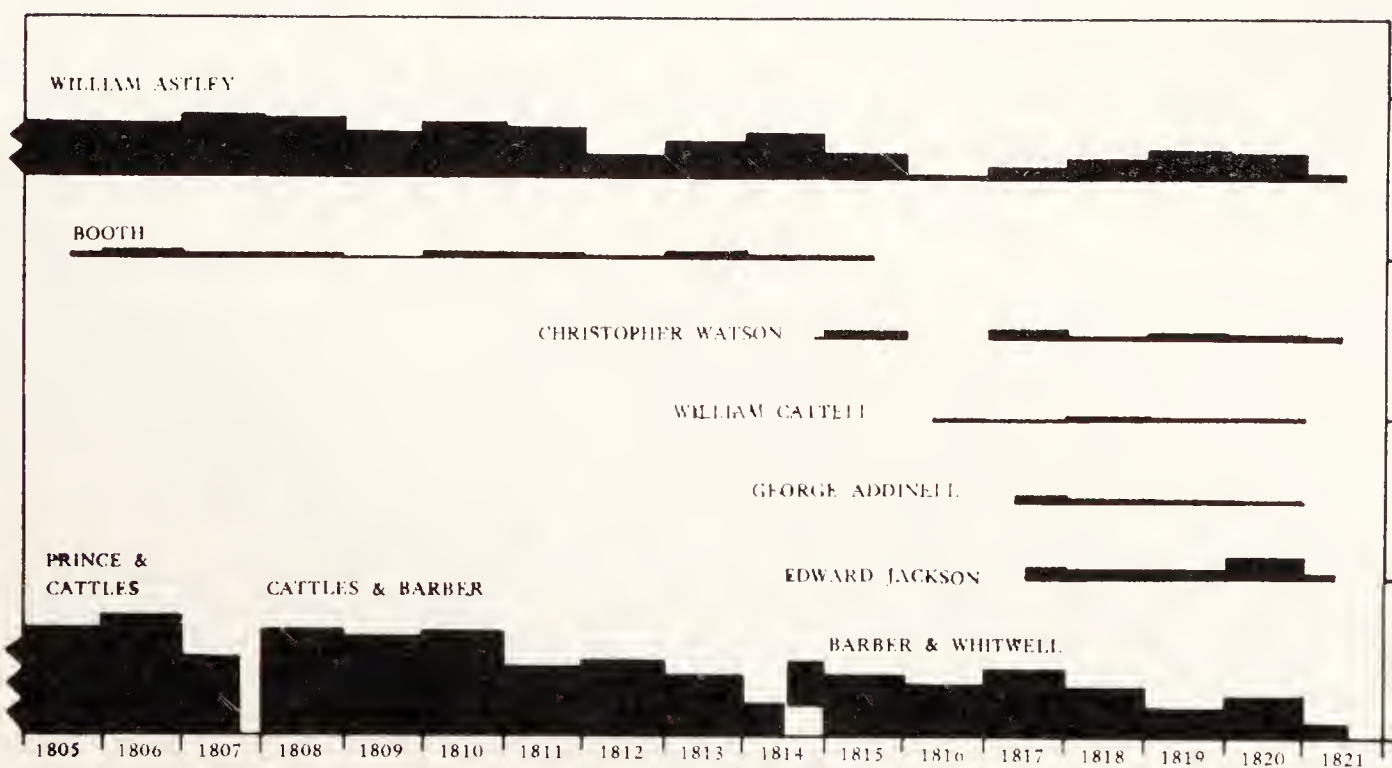 WILLIAM ASTLEY
BOOTH
CHRISTOPHER WATSON
WILLIAM CATTELL
GEORGE ADDINELL
EDWARD JACKSON
PRINCE &
CATTLES
CATTLES & BARBER
BARBER & WHITWELL
1805 1806 1807 1808 1809 1810 1811 1812 1813 1814 1815 1816 1817 1818 1819 1820 1821